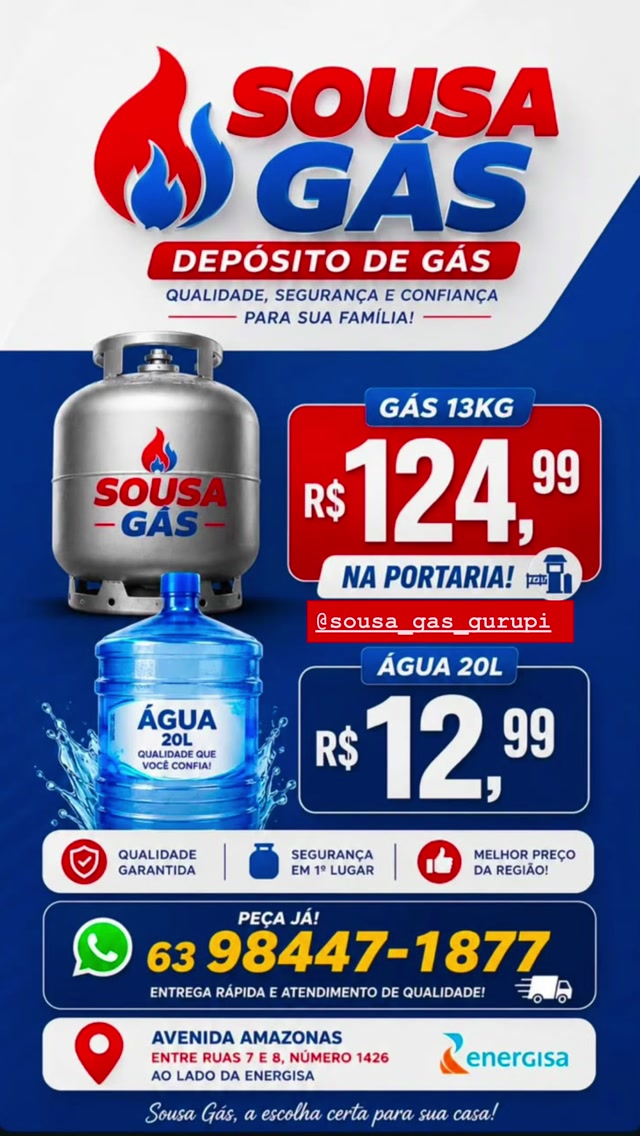 SOUSA
GÁS
DEPÓSITO DE GÁS
QUALIDADE, SEGURANÇA E CONFIANÇA
PARA SUA FAMÍLIA!
SOUSA
GÁS
GÁS 13KG
R$ 124,99
NA PORTARIA!
@sousa_gas_gurupi
ÁGUA
20L
QUALIDADE QUE
VOCÊ CONFIA!
ÁGUA 20L
R$ 12,99
QUALIDADE
GARANTIDA
SEGURANÇA
EM 1º LUGAR
MELHOR PREÇO
DA REGIÃO!
PEÇA JÁ!
63 98447-1877
ENTREGA RÁPIDA E ATENDIMENTO DE QUALIDADE!
AVENIDA AMAZONAS
ENTRE RUAS 7 E 8, NÚMERO 1426
AO LADO DA ENERGISA
energisa
Sousa Gás, a escolha certa para sua casa!